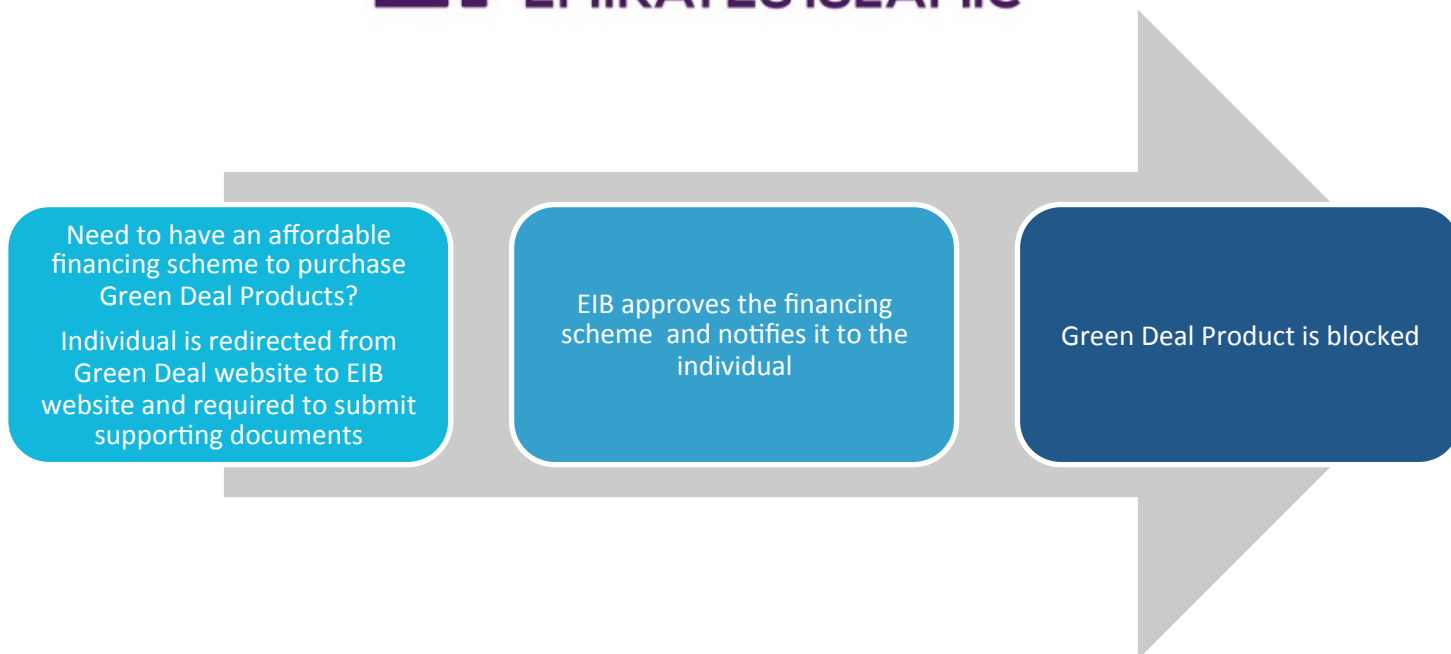 EMIRATES ISLAMIC
Need to have an affordable
financing scheme to purchase
Green Deal Products?
Individual is redirected from
Green Deal website to EIB
website and required to submit
supporting documents
EIB approves the financing
scheme and notifies it to the
individual
Green Deal Product is blocked